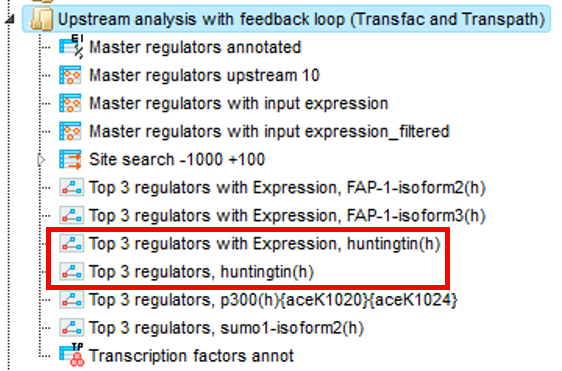 Upstream analysis with feedback loop (Transfac and Transpath)
EI
Master regulators annotated
Master regulators upstream 10
Master regulators with input expression
Master regulators with input expression_filtered
Site search -1000 +100
Top 3 regulators with Expression, FAP-1-isoform2(h)
Top 3 regulators with Expression, FAP-1-isoform3(h)
Top 3 regulators with Expression, huntingtin(h)
Top 3 regulators, huntingtin(h)
Top 3 regulators, p300(h){aceK1020}{aceK1024}
Top 3 regulators, sumo1-isoform2(h)
TP
Transcription factors annot